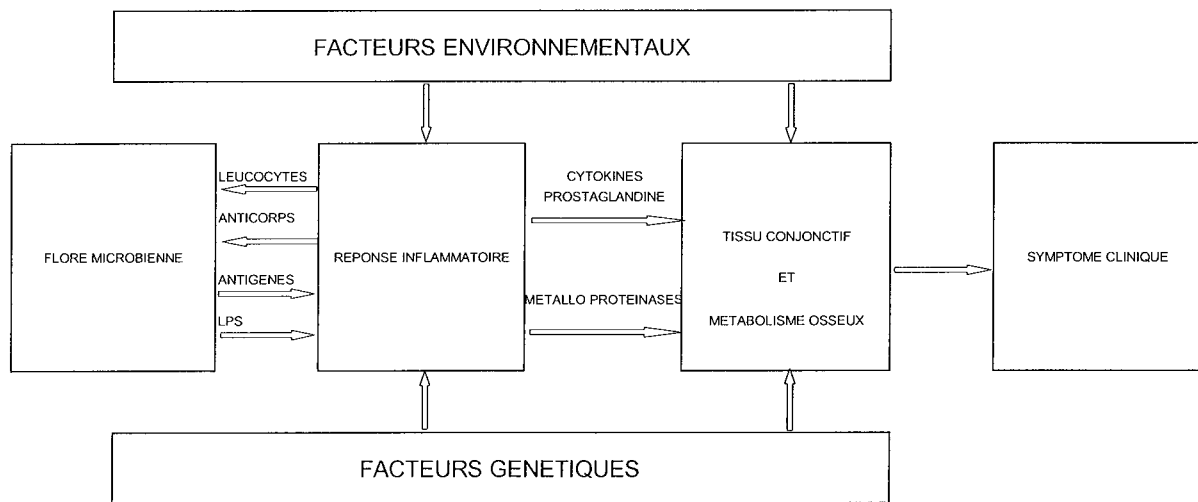 FACTEURS ENVIRONNEMENTAUX
LEUCOCYTES
ANTICORPS
FLORE MICROBIENNE
ANTIGENES
LPS
REPONSE INFLAMMATOIRE
CYTOKINES
PROSTAGLANDINE
METALLO PROTEINASES
TISSU CONJONCTIF
ET
METABOLISME OSSEUX
SYMPTOME CLINIQUE
FACTEURS GENETIQUES